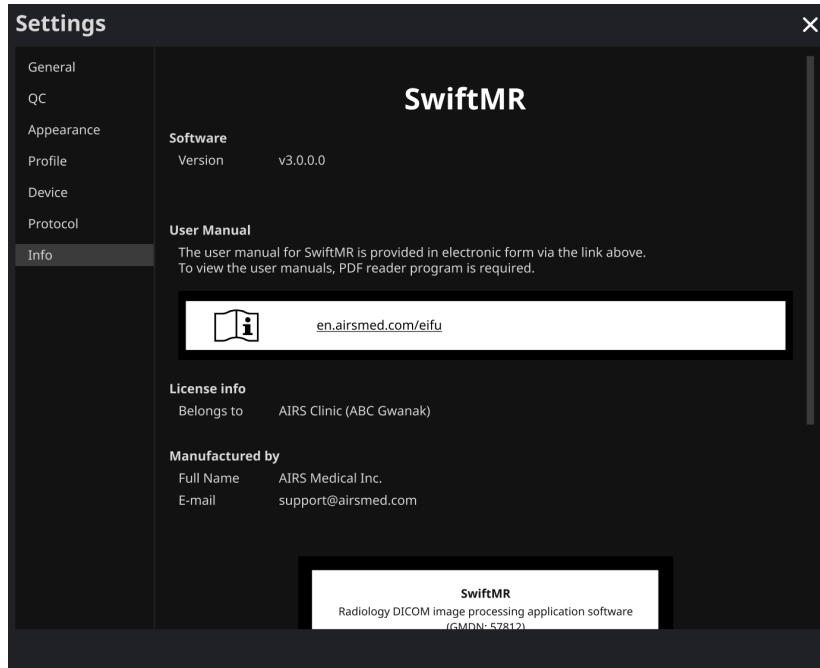 Settings
General
QC
Appearance
Profile
Device
Protocol
Info
SwiftMR
Software
Version v3.0.0.0
User Manual
The user manual for SwiftMR is provided in electronic form via the link above.
To view the user manuals, PDF reader program is required.
en.airsmed.com/eifu
License info
Belongs to AIRS Clinic (ABC Gwanak)
Manufactured by
Full Name AIRS Medical Inc.
E-mail support@airsmed.com
SwiftMR
Radiology DICOM image processing application software
(GMDN: 57812)